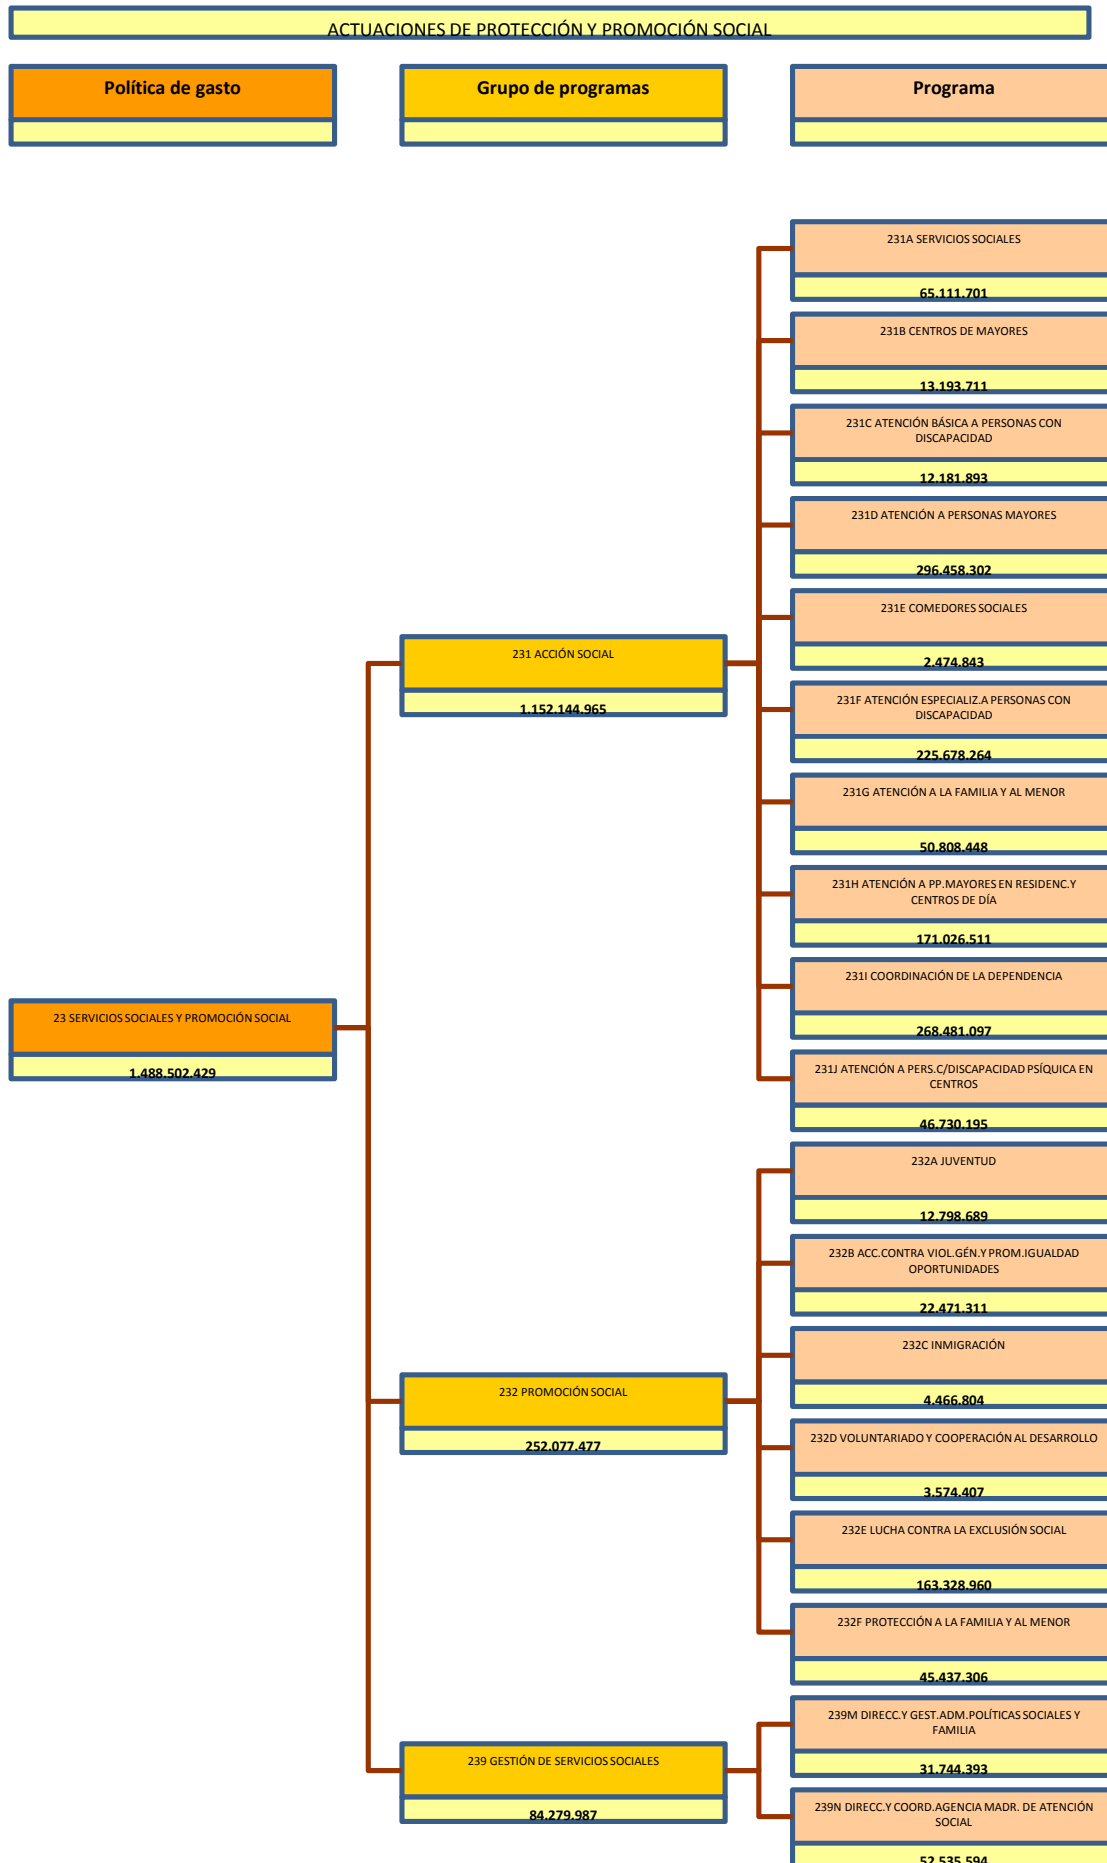 ACTUACIONES DE PROTECCIÓN Y PROMOCIÓN SOCIAL
Política de gasto
Grupo de programas
Programa
231A SERVICIOS SOCIALES
65.111.701
231B CENTROS DE MAYORES
13.193.711
231C ATENCIÓN BÁSICA A PERSONAS CON
DISCAPACIDAD
12.181.893
231D ATENCIÓN A PERSONAS MAYORES
296.458.302
231E COMEDORES SOCIALES
2.474.843
231 ACCIÓN SOCIAL
1.152.144.965
231F ATENCIÓN ESPECIALIZ.A PERSONAS CON
DISCAPACIDAD
225.678.264
231G ATENCIÓN A LA FAMILIA Y AL MENOR
50.808.448
231H ATENCIÓN A PP.MAYORES EN RESIDENC.Y
CENTROS DE DÍA
171.026.511
231I COORDINACIÓN DE LA DEPENDENCIA
268.481.097
23 SERVICIOS SOCIALES Y PROMOCIÓN SOCIAL
1.488.502.429
231J ATENCIÓN A PERS.C/DISCAPACIDAD PSÍQUICA EN
CENTROS
46.730.195
232A JUVENTUD
12.798.689
232B ACC.CONTRA VIOL.GÉN.Y PROM.IGUALDAD
OPORTUNIDADES
22.471.311
232C INMIGRACIÓN
4.466.804
232 PROMOCIÓN SOCIAL
252.077.477
232D VOLUNTARIADO Y COOPERACIÓN AL DESARROLLO
3.574.407
232E LUCHA CONTRA LA EXCLUSIÓN SOCIAL
163.328.960
232F PROTECCIÓN A LA FAMILIA Y AL MENOR
45.437.306
239M DIRECC.Y GEST.ADM.POLÍTICAS SOCIALES Y
FAMILIA
31.744.393
239 GESTIÓN DE SERVICIOS SOCIALES
84.279.987
239N DIRECC.Y COORD.AGENCIA MADR. DE ATENCIÓN
SOCIAL
52.535.594